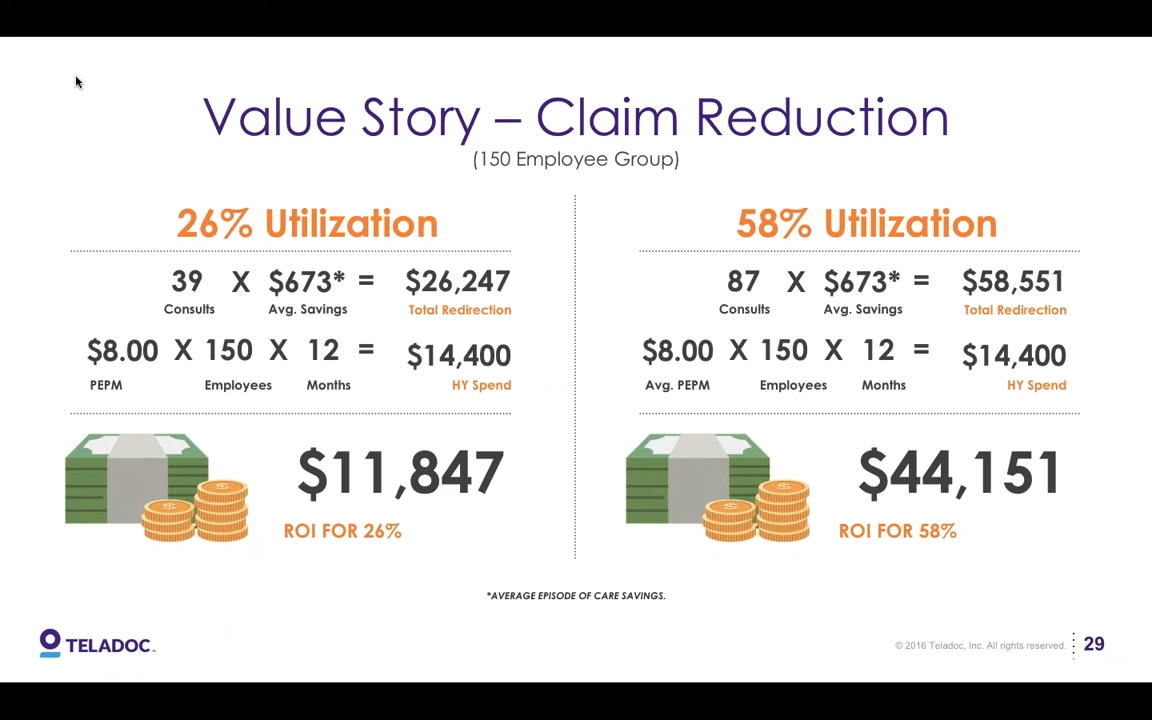 Value Story – Claim Reduction
(150 Employee Group)
26% Utilization
39 X $673* = $26,247
Consults Avg. Savings Total Redirection
$8.00 X 150 X 12 = $14,400
PEPM Employees Months HY Spend
$11,847
ROI FOR 26%
58% Utilization
87 X $673* = $58,551
Consults Avg. Savings Total Redirection
$8.00 X 150 X 12 = $14,400
Avg. PEPM Employees Months HY Spend
$44,151
ROI FOR 58%
*AVERAGE EPISODE OF CARE SAVINGS.
TELADOC™
© 2016 Teladoc, Inc. All rights reserved. 29